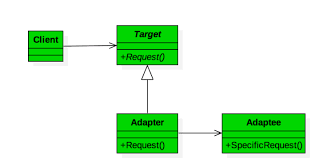 Client
Target
+Request()
Adapter
+Request()
Adaptee
+SpecificRequest()